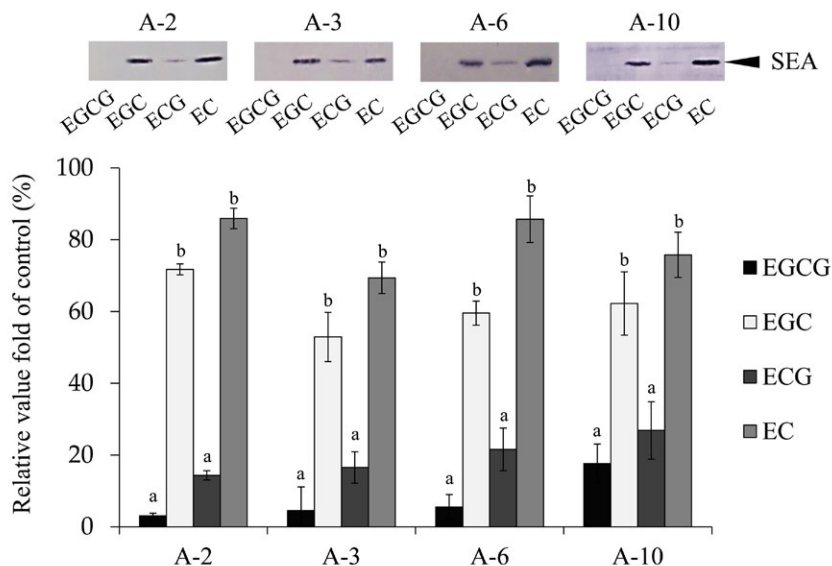 A-2 A-3 A-6 A-10
SEA
EGCG EGC ECG EC EGCG EGC ECG EC EGCG EGC ECG EC EGCG EGC ECG EC
Relative value fold of control (%)
100
80
60
40
20
0
a b a b a b a b a b a b a b a b
A-2 A-3 A-6 A-10
EGCG
EGC
ECG
EC